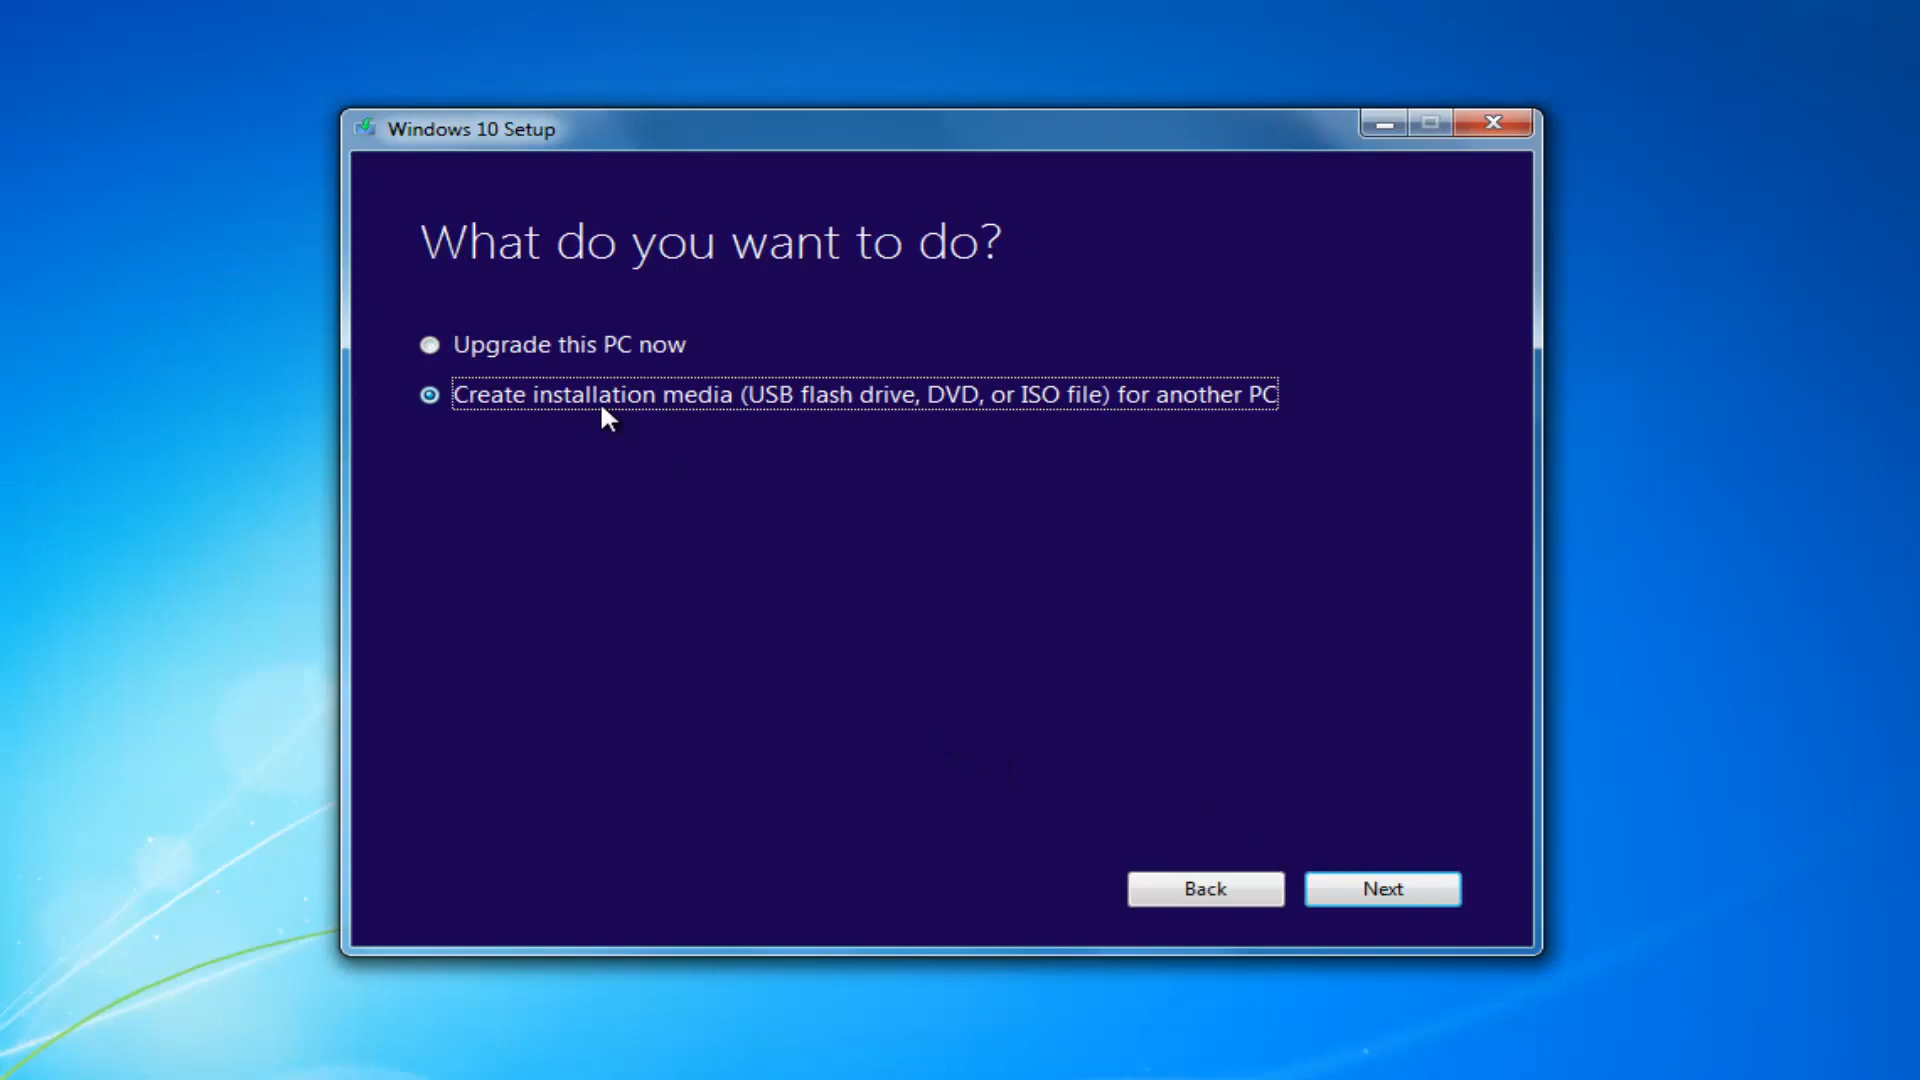 Windows 10 Setup
What do you want to do?
Upgrade this PC now
Create installation media (USB flash drive, DVD, or ISO file) for another PC
Back
Next